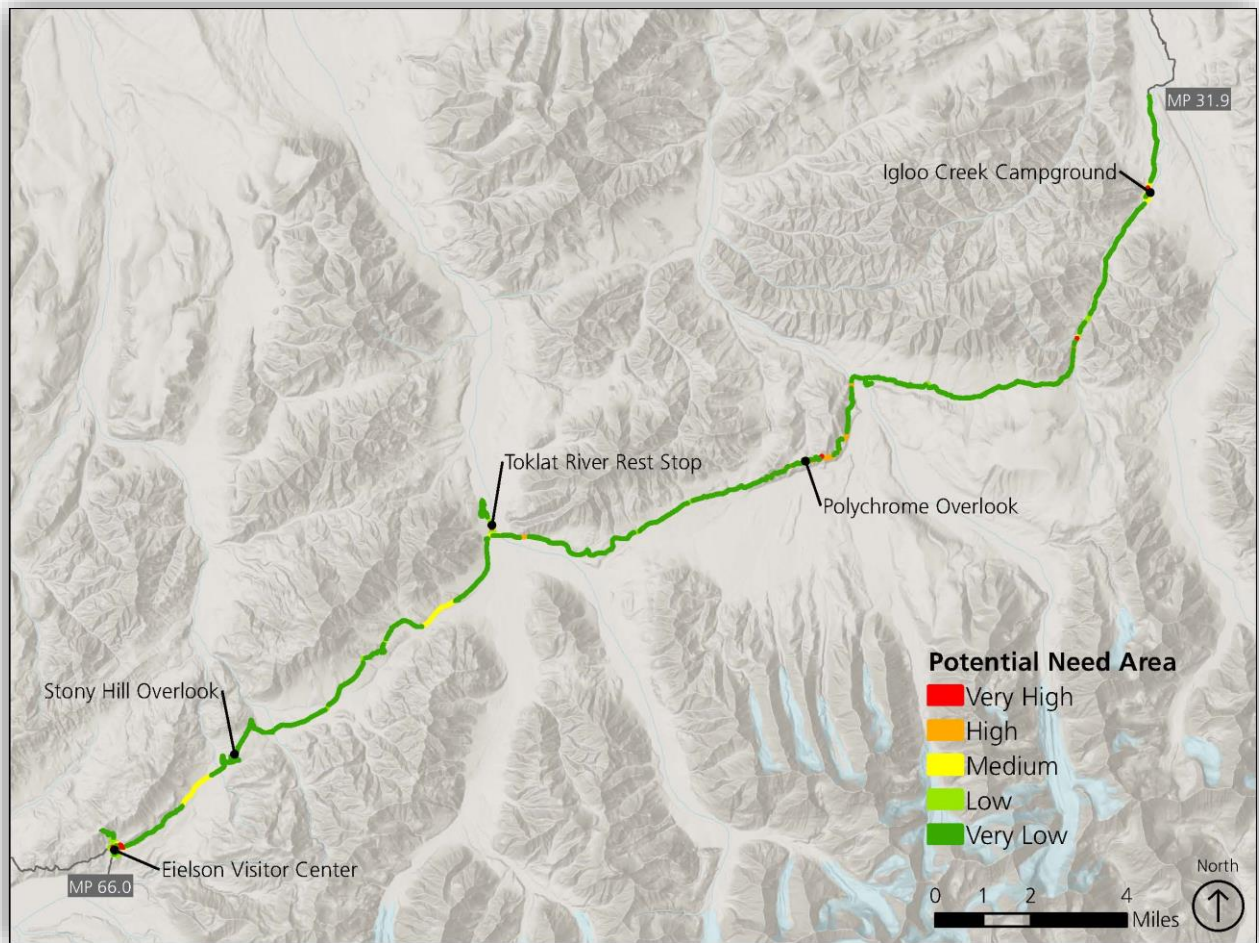 MP 31.9
Igloo Creek Campground
Toklat River Rest Stop
Polychrome Overlook
Stony Hill Overlook
Eielson Visitor Center
MP 66.0
Potential Need Area
Very High
High
Medium
Low
Very Low
North
0 1 2 4
Miles